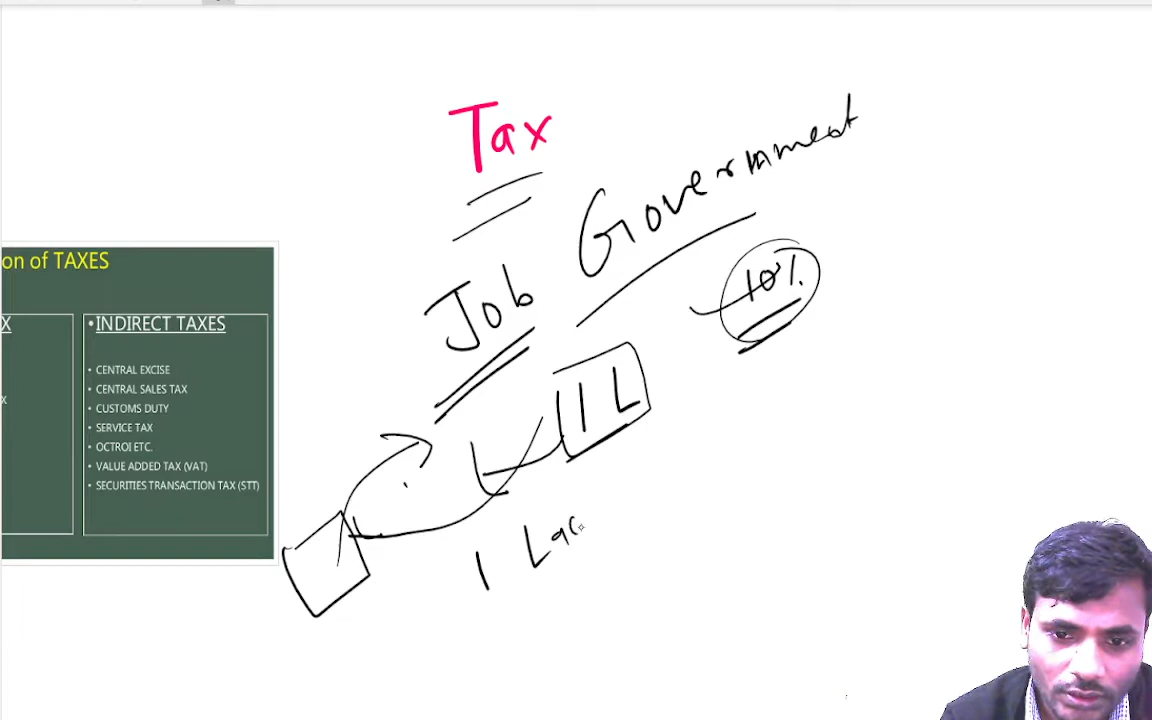 Tax
Government
Job
10%
1 L
1 Lac
on of TAXES
X
X
•INDIRECT TAXES
• CENTRAL EXCISE
• CENTRAL SALES TAX
• CUSTOMS DUTY
• SERVICE TAX
• OCTROI ETC.
• VALUE ADDED TAX (VAT)
• SECURITIES TRANSACTION TAX (STT)